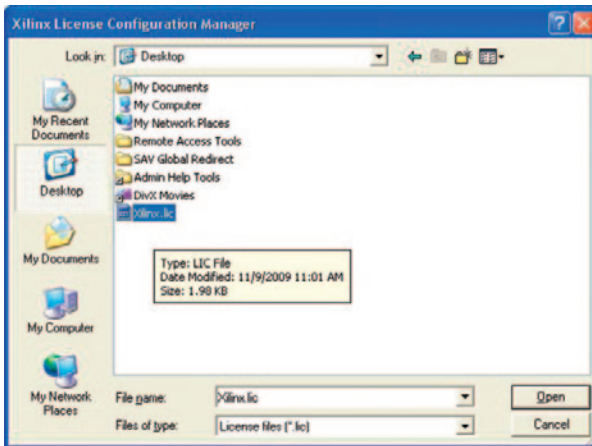 Xilinx License Configuration Manager
Look in: Desktop
My Recent Documents
Desktop
My Documents
My Computer
My Network Places
My Documents
My Computer
My Network Places
Remote Access Tools
SAV Global Redirect
Admin Help Tools
DivX Movies
Xilinx.lic
Type: LIC File
Date Modified: 11/9/2009 11:01 AM
Size: 1.98 KB
File name: Xilinx.lic
Open
Files of type: License files (*.lic)
Cancel